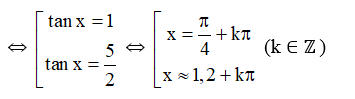 ⇔ [ tan x = 1 ; tan x = 5/2 ⇔ [ x = π/4 + kπ ; x ≈ 1,2 + kπ (k ∈ ℤ)